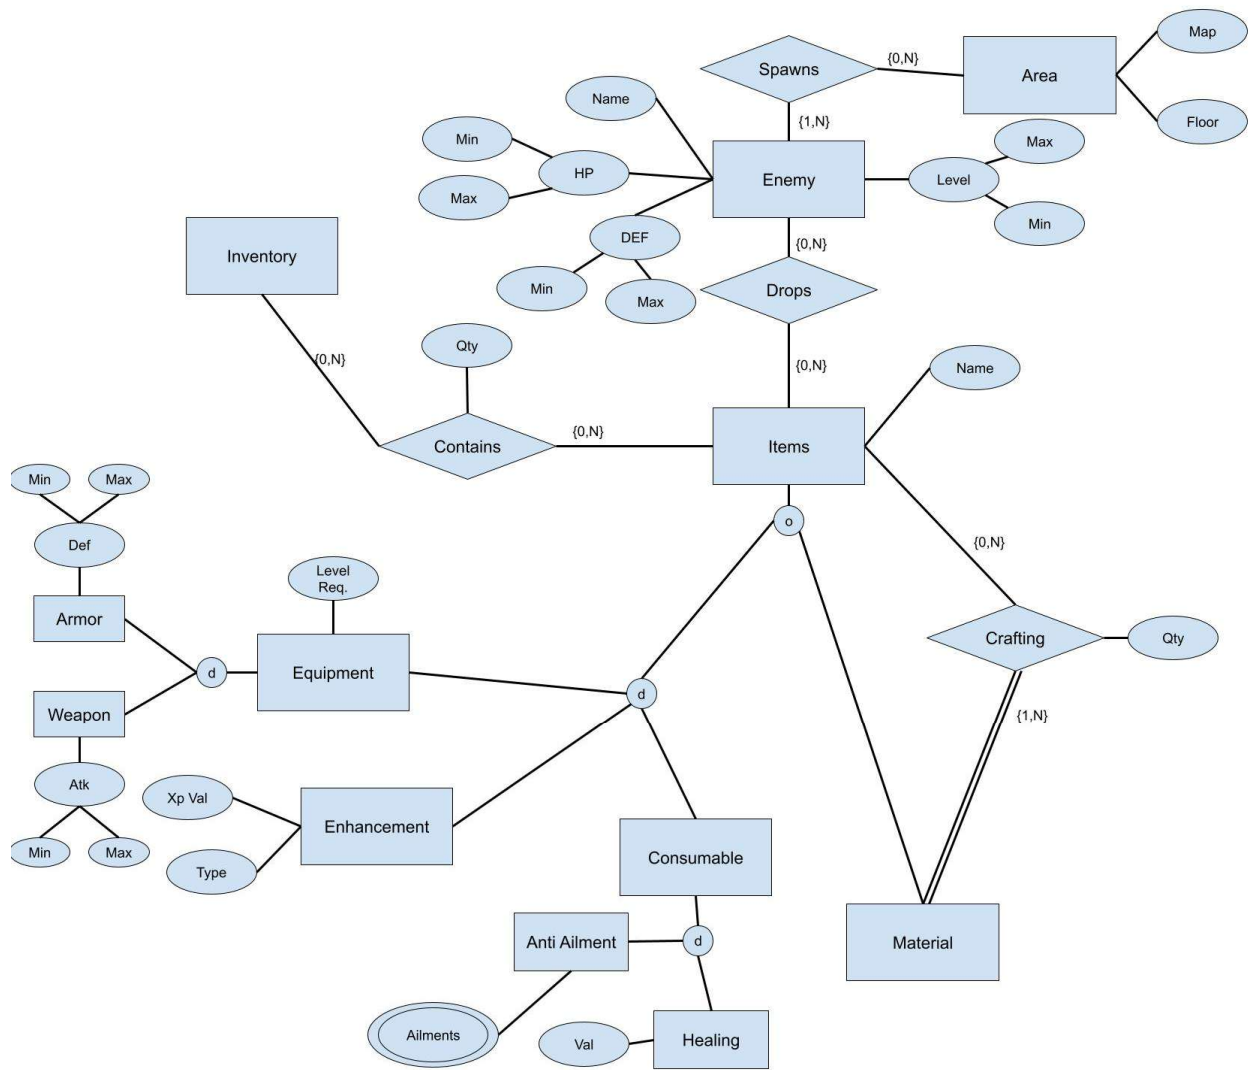 Spawns
{0,N}
Area
Map
Floor
{1,N}
Name
Min
HP
Max
Enemy
Level
Max
Min
DEF
Min
Max
{0,N}
Drops
{0,N}
Inventory
{0,N}
Qty
Contains
{0,N}
Items
Name
o
{0,N}
Crafting
Qty
{1,N}
Min
Max
Def
Armor
Level
Req.
Equipment
d
d
Weapon
Atk
Min
Max
Xp Val
Type
Enhancement
Consumable
Material
Anti Ailment
d
Ailments
Val
Healing